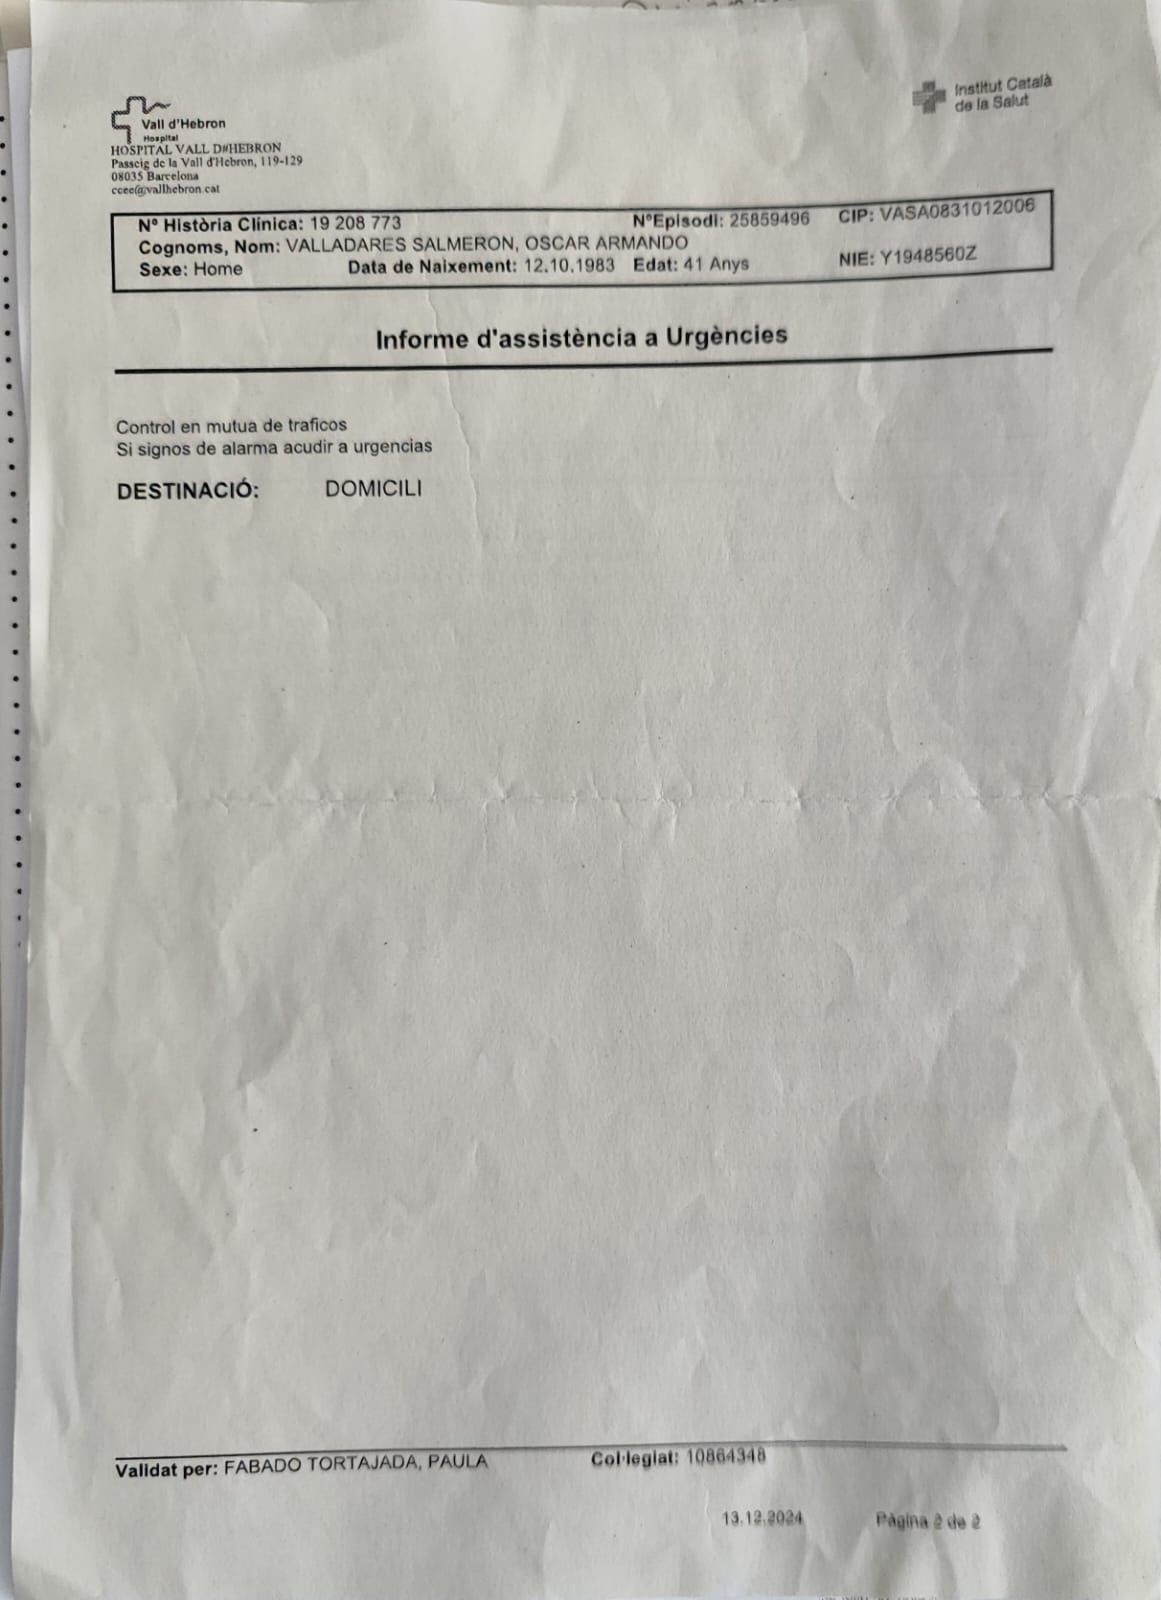 Vall d'Hebron
Hospital
HOSPITAL VALL D#HEBRON
Passeig de la Vall d'Hebron, 119-129
08035 Barcelona
ccee@vallhebron.cat
Institut Català
de la Salut
Nº Història Clínica: 19 208 773 NºEpisodi: 25859496 CIP: VASA0831012006
Cognoms, Nom: VALLADARES SALMERON, OSCAR ARMANDO
Sexe: Home Data de Naixement: 12.10.1983 Edat: 41 Anys NIE: Y1948560Z
Informe d'assistència a Urgències
Control en mutua de traficos
Si signos de alarma acudir a urgencias
DESTINACIÓ: DOMICILI
Validat per: FABADO TORTAJADA, PAULA Col·legiat: 10864348
13.12.2024 Pàgina 2 de 2